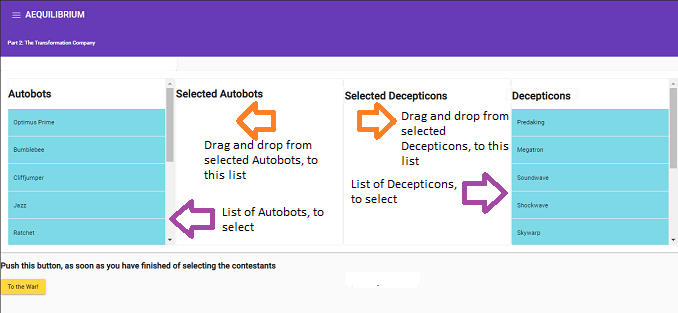 AEQUILIBRIUM
Part 2: The Transformation Company
Autobots
Optimus Prime
Bumblebee
Cliffjumper
Jazz
Ratchet
Selected Autobots
Drag and drop from
selected Autobots, to
this list
List of Autobots, to
select
Selected Decepticons
Drag and drop from
selected
Decepticons, to this
list
List of Decepticons,
to select
Decepticons
Predaking
Megatron
Soundwave
Shockwave
Skywarp
Push this button, as soon as you have finished of selecting the contestants
To the War!